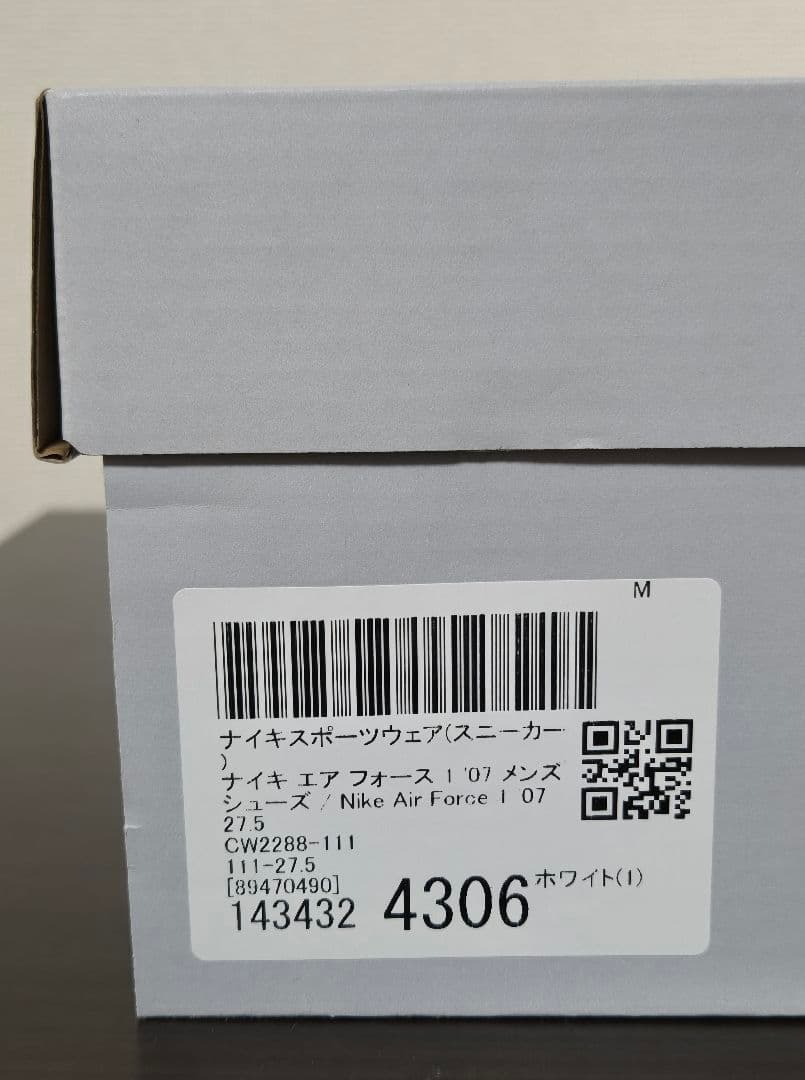 M
ナイキスポーツウェア(スニーカー
)
ナイキ エア フォース 1 '07 メンズ
シューズ / Nike Air Force 1 07
27.5
CW2288-111
111-27.5
[89470490]
143432 4306 ホワイト(1)